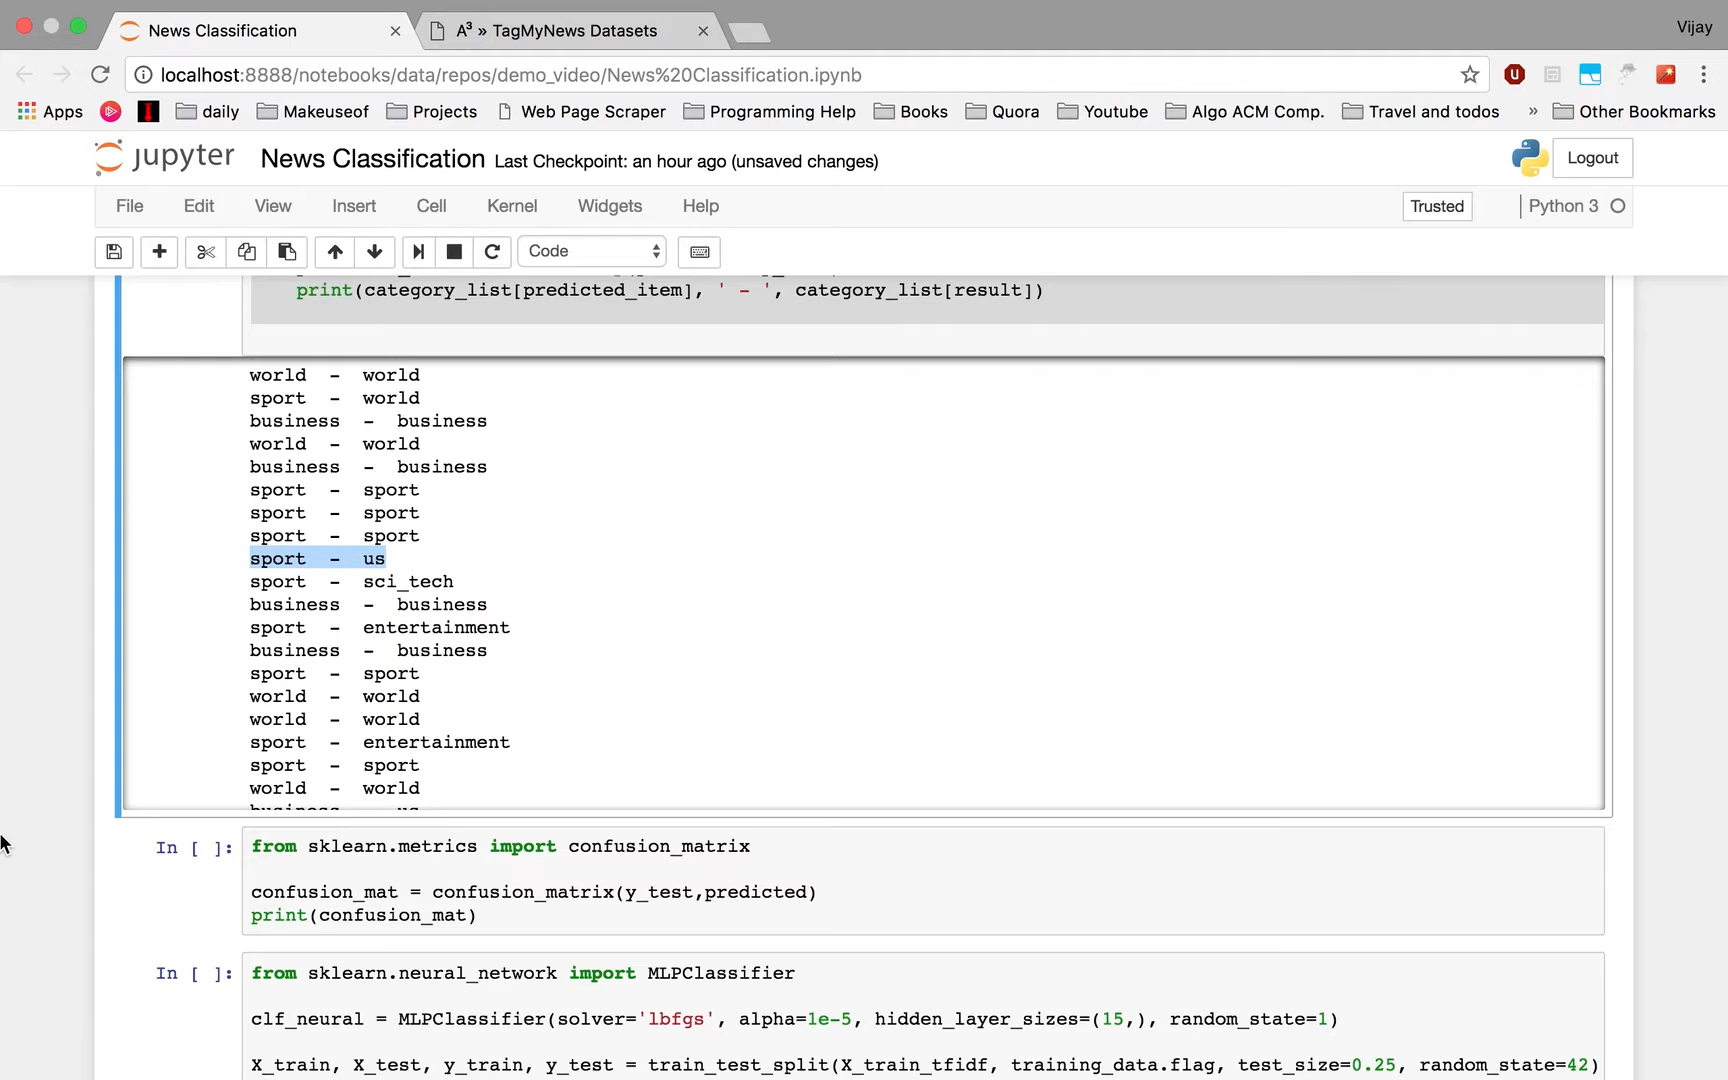 News Classification
A³ » TagMyNews Datasets
Vijay
localhost:8888/notebooks/data/repos/demo_video/News%20Classification.ipynb
Apps daily Makeuseof Projects Web Page Scraper Programming Help Books Quora Youtube Algo ACM Comp. Travel and todos » Other Bookmarks
jupyter News Classification Last Checkpoint: an hour ago (unsaved changes) Logout
File Edit View Insert Cell Kernel Widgets Help Trusted Python 3
Code
print(category_list[predicted_item], ' - ', category_list[result])
world - world
sport - world
business - business
world - world
business - business
sport - sport
sport - sport
sport - sport
sport - us
sport - sci_tech
business - business
sport - entertainment
business - business
sport - sport
world - world
world - world
sport - entertainment
sport - sport
world - world
In [ ]: from sklearn.metrics import confusion_matrix
confusion_mat = confusion_matrix(y_test,predicted)
print(confusion_mat)
In [ ]: from sklearn.neural_network import MLPClassifier
clf_neural = MLPClassifier(solver='lbfgs', alpha=1e-5, hidden_layer_sizes=(15,), random_state=1)
X_train, X_test, y_train, y_test = train_test_split(X_train_tfidf, training_data.flag, test_size=0.25, random_state=42)